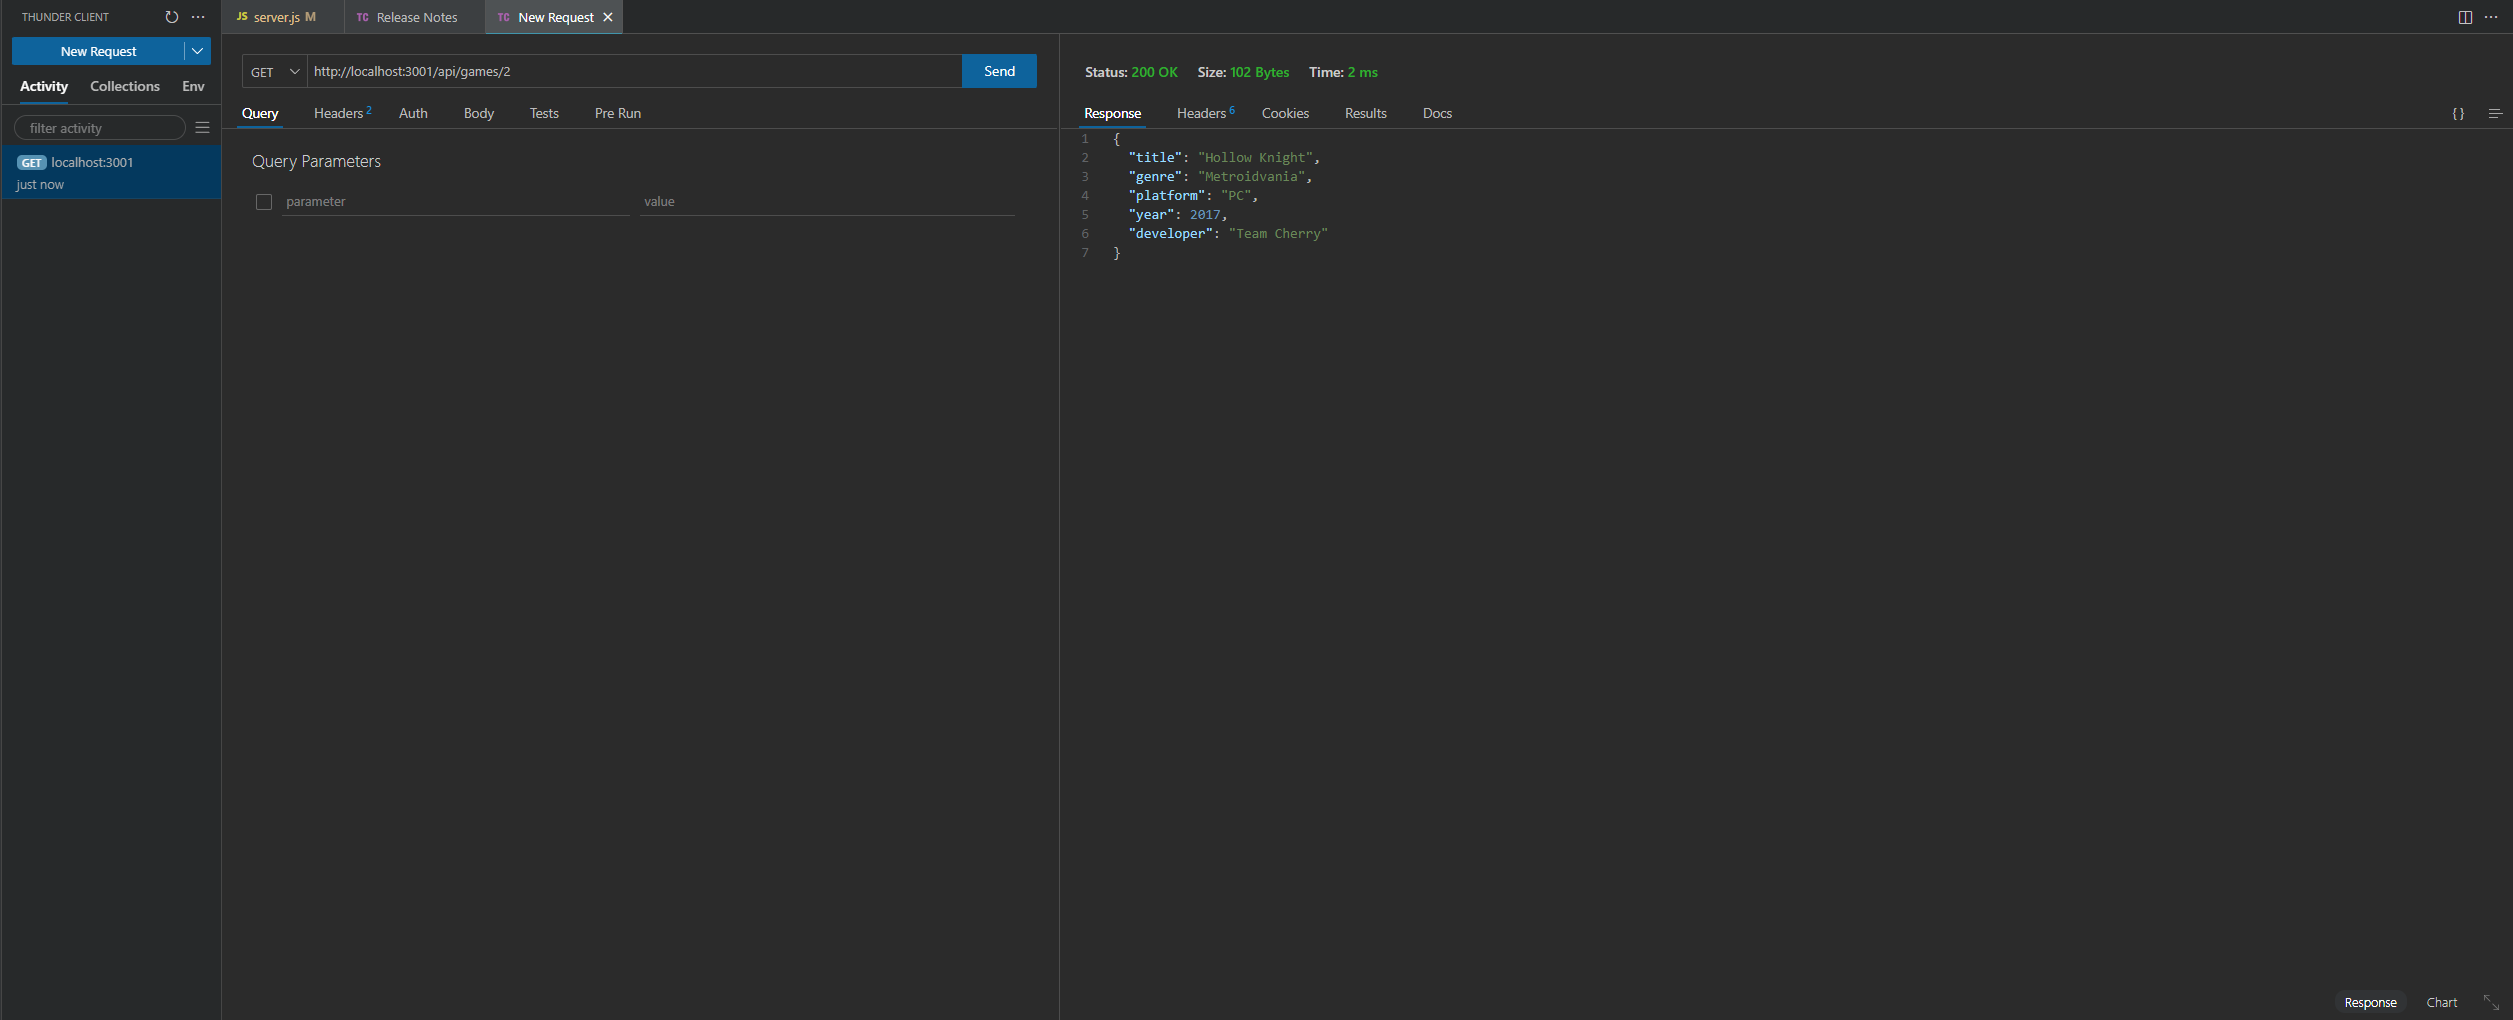 THUNDER CLIENT
New Request
Activity Collections Env
filter activity
GET localhost:3001
just now
JS server.js M
TC Release Notes
TC New Request
GET http://localhost:3001/api/games/2 Send
Query Headers 2 Auth Body Tests Pre Run
Query Parameters
parameter value
Status: 200 OK Size: 102 Bytes Time: 2 ms
Response Headers 6 Cookies Results Docs {}
1 {
2 "title": "Hollow Knight",
3 "genre": "Metroidvania",
4 "platform": "PC",
5 "year": 2017,
6 "developer": "Team Cherry"
7 }
Response Chart